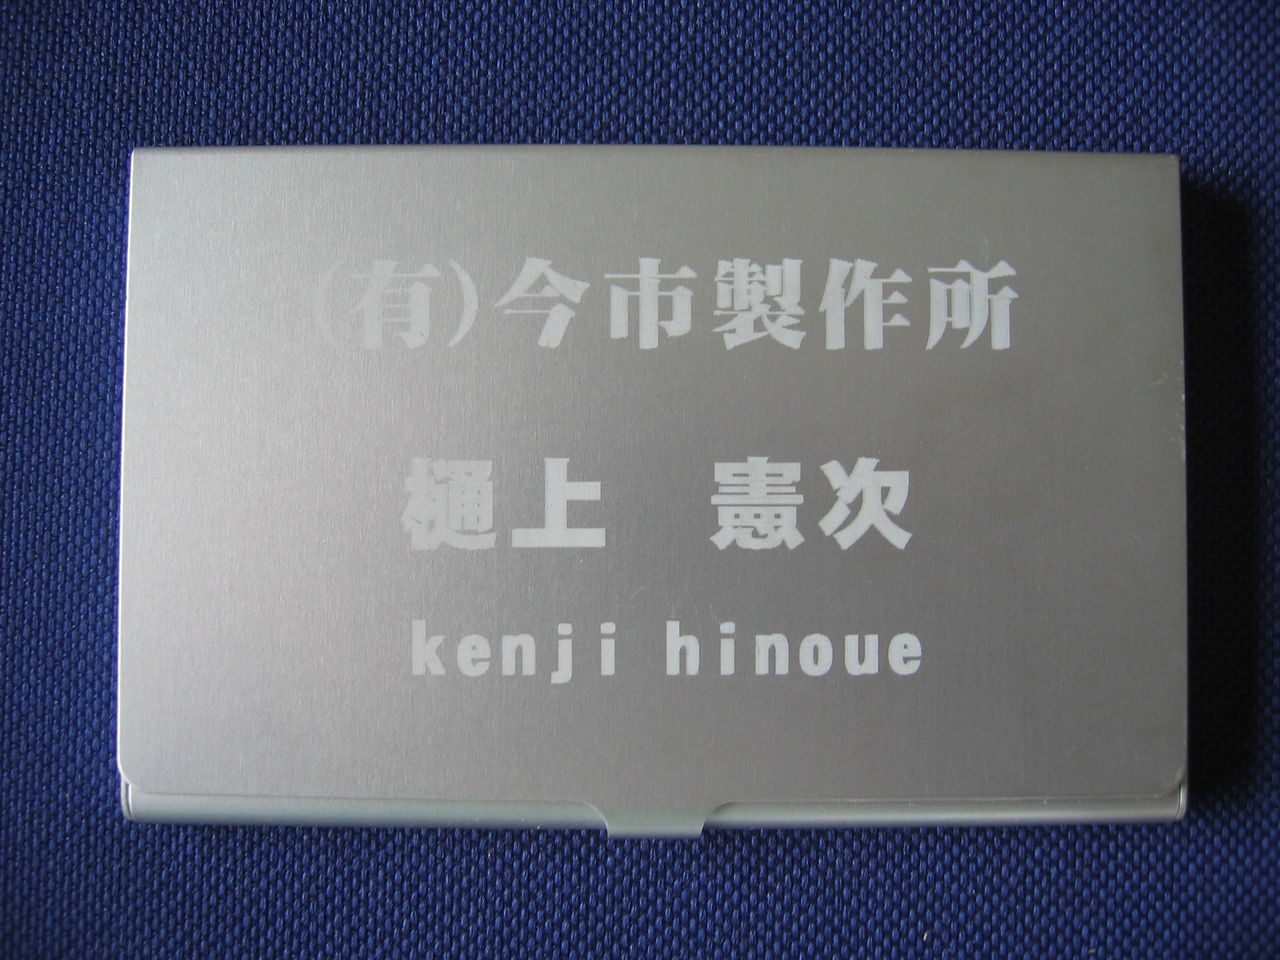 (有)今市製作所
樋上　憲次
kenji hinoue